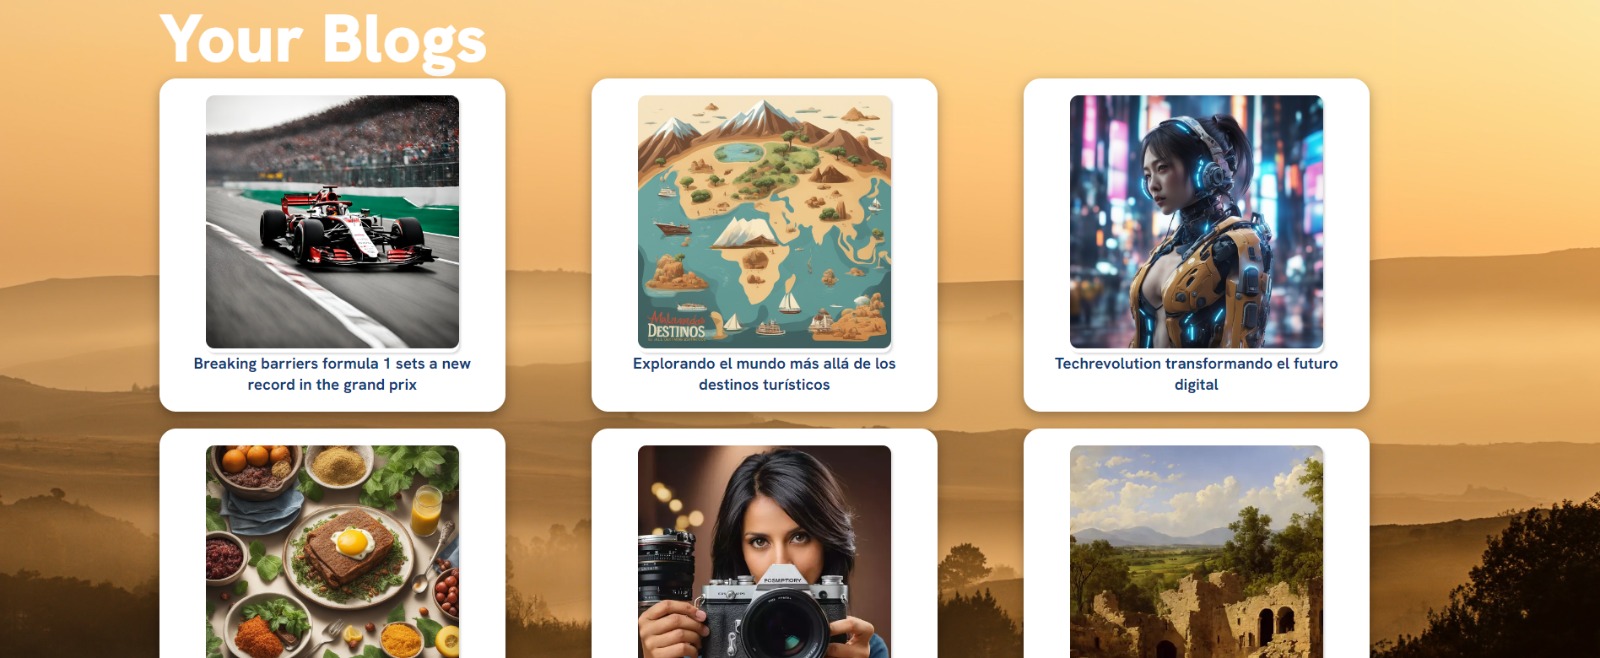 Your Blogs
Breaking barriers formula 1 sets a new
record in the grand prix
Explorando el mundo más allá de los
destinos turísticos
Techrevolution transformando el futuro
digital
DESTINOS